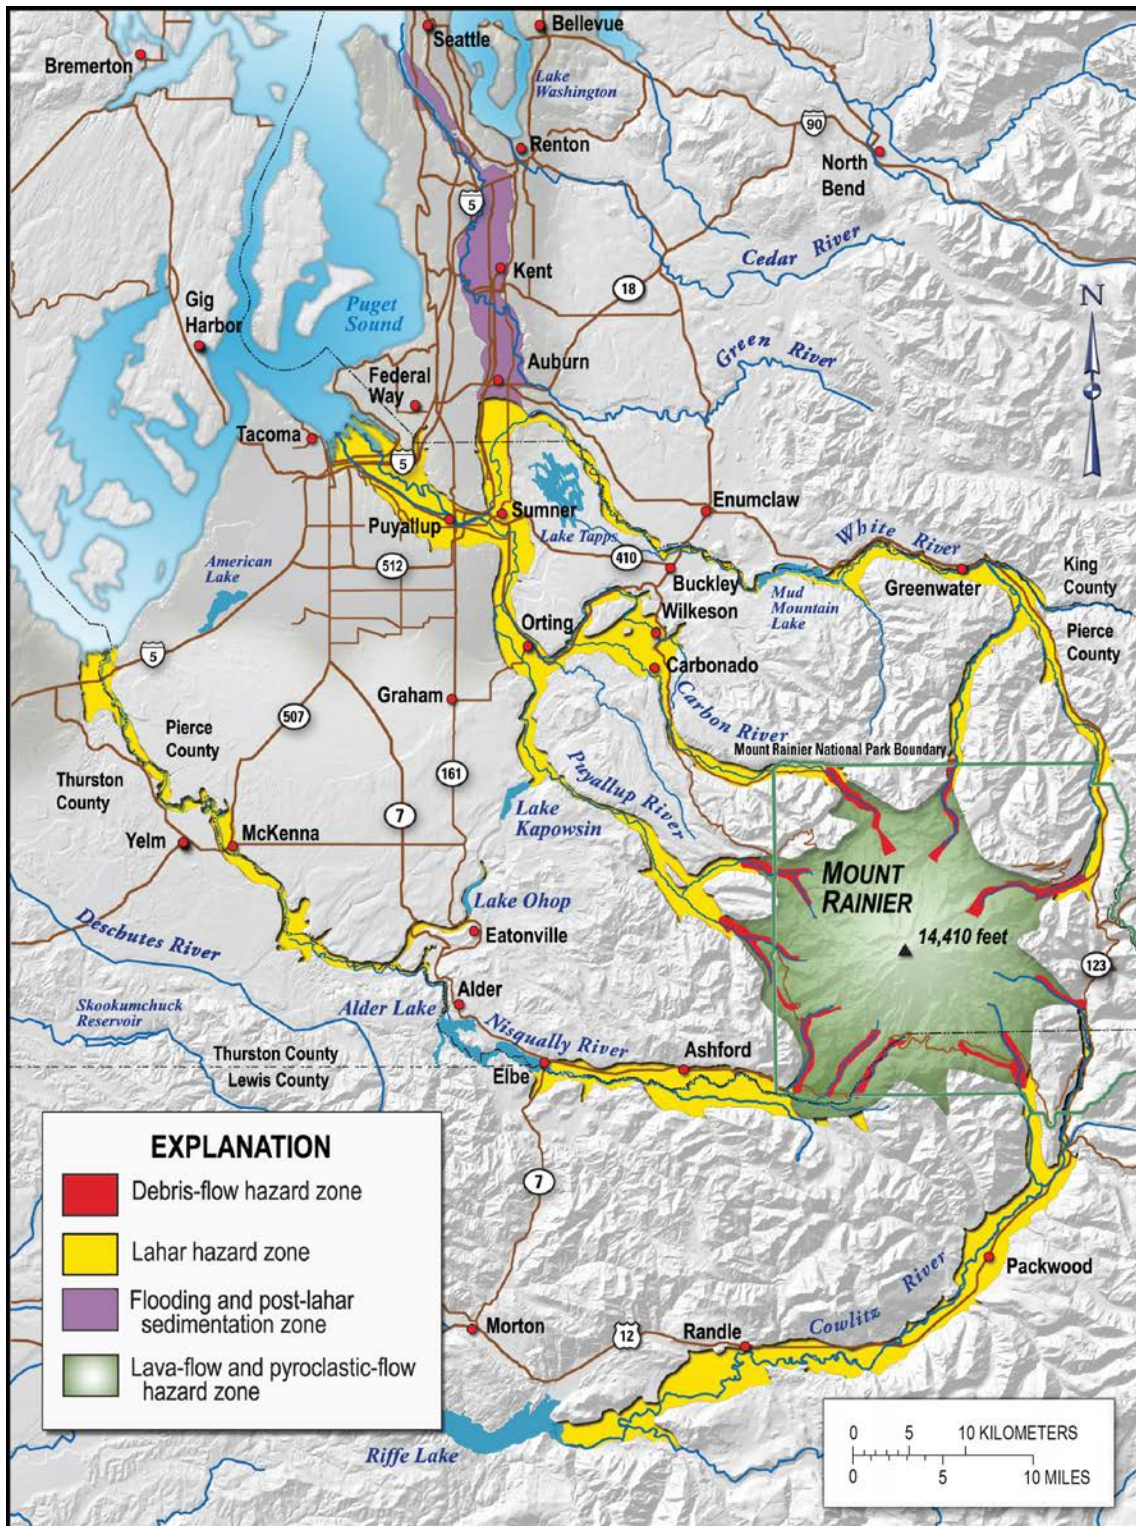 Seattle
Bellevue
Bremerton
Lake
Washington
90
Renton
North
Bend
5
Cedar River
Kent
18
N
Gig
Harbor
Puget
Sound
Green River
Auburn
Federal
Way
Tacoma
5
Enumclaw
Sumner
Puyallup
Lake Tapps
White River
410
512
American
Lake
Buckley
Greenwater
King
County
Mud
Mountain
Lake
Wilkeson
Orting
Pierce
County
5
Carbonado
Graham
Carbon River
507
Pierce
County
Mount Rainier National Park Boundary
Thurston
County
161
Puyallup River
Lake
Kapowsin
7
Yelm
McKenna
MOUNT
RAINIER
Lake Ohop
Deschutes River
Eatonville
14,410 feet
123
Alder
Skookumchuck
Reservoir
Alder Lake
Nisqually River
Thurston County
Ashford
Elbe
Lewis County
EXPLANATION
Debris-flow hazard zone
Lahar hazard zone
Flooding and post-lahar
sedimentation zone
Lava-flow and pyroclastic-flow
hazard zone
7
Packwood
Cowlitz River
Morton
12
Randle
Riffe Lake
0 5 10 KILOMETERS
0 5 10 MILES